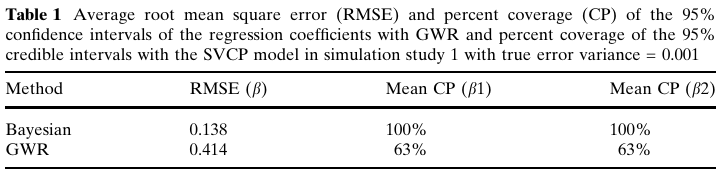 Table 1 Average root mean square error (RMSE) and percent coverage (CP) of the 95%
confidence intervals of the regression coefficients with GWR and percent coverage of the 95%
credible intervals with the SVCP model in simulation study 1 with true error variance = 0.001
Method RMSE (β) Mean CP (β1) Mean CP (β2)
Bayesian 0.138 100% 100%
GWR 0.414 63% 63%